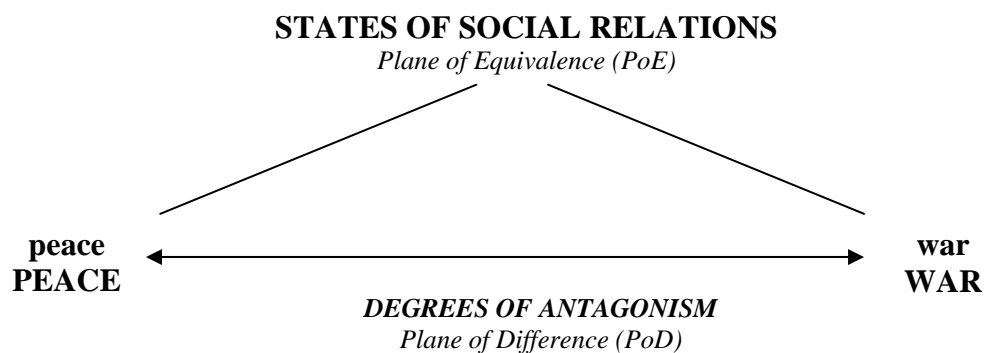 STATES OF SOCIAL RELATIONS
Plane of Equivalence (PoE)
peace
PEACE
war
WAR
DEGREES OF ANTAGONISM
Plane of Difference (PoD)